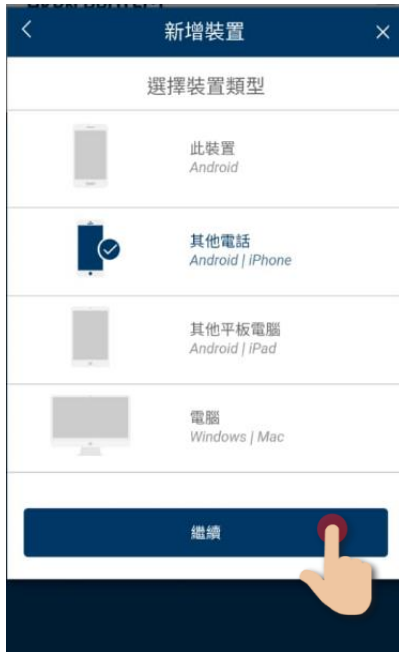 新增裝置
選擇裝置類型
此裝置
Android
其他電話
Android | iPhone
其他平板電腦
Android | iPad
電腦
Windows | Mac
繼續